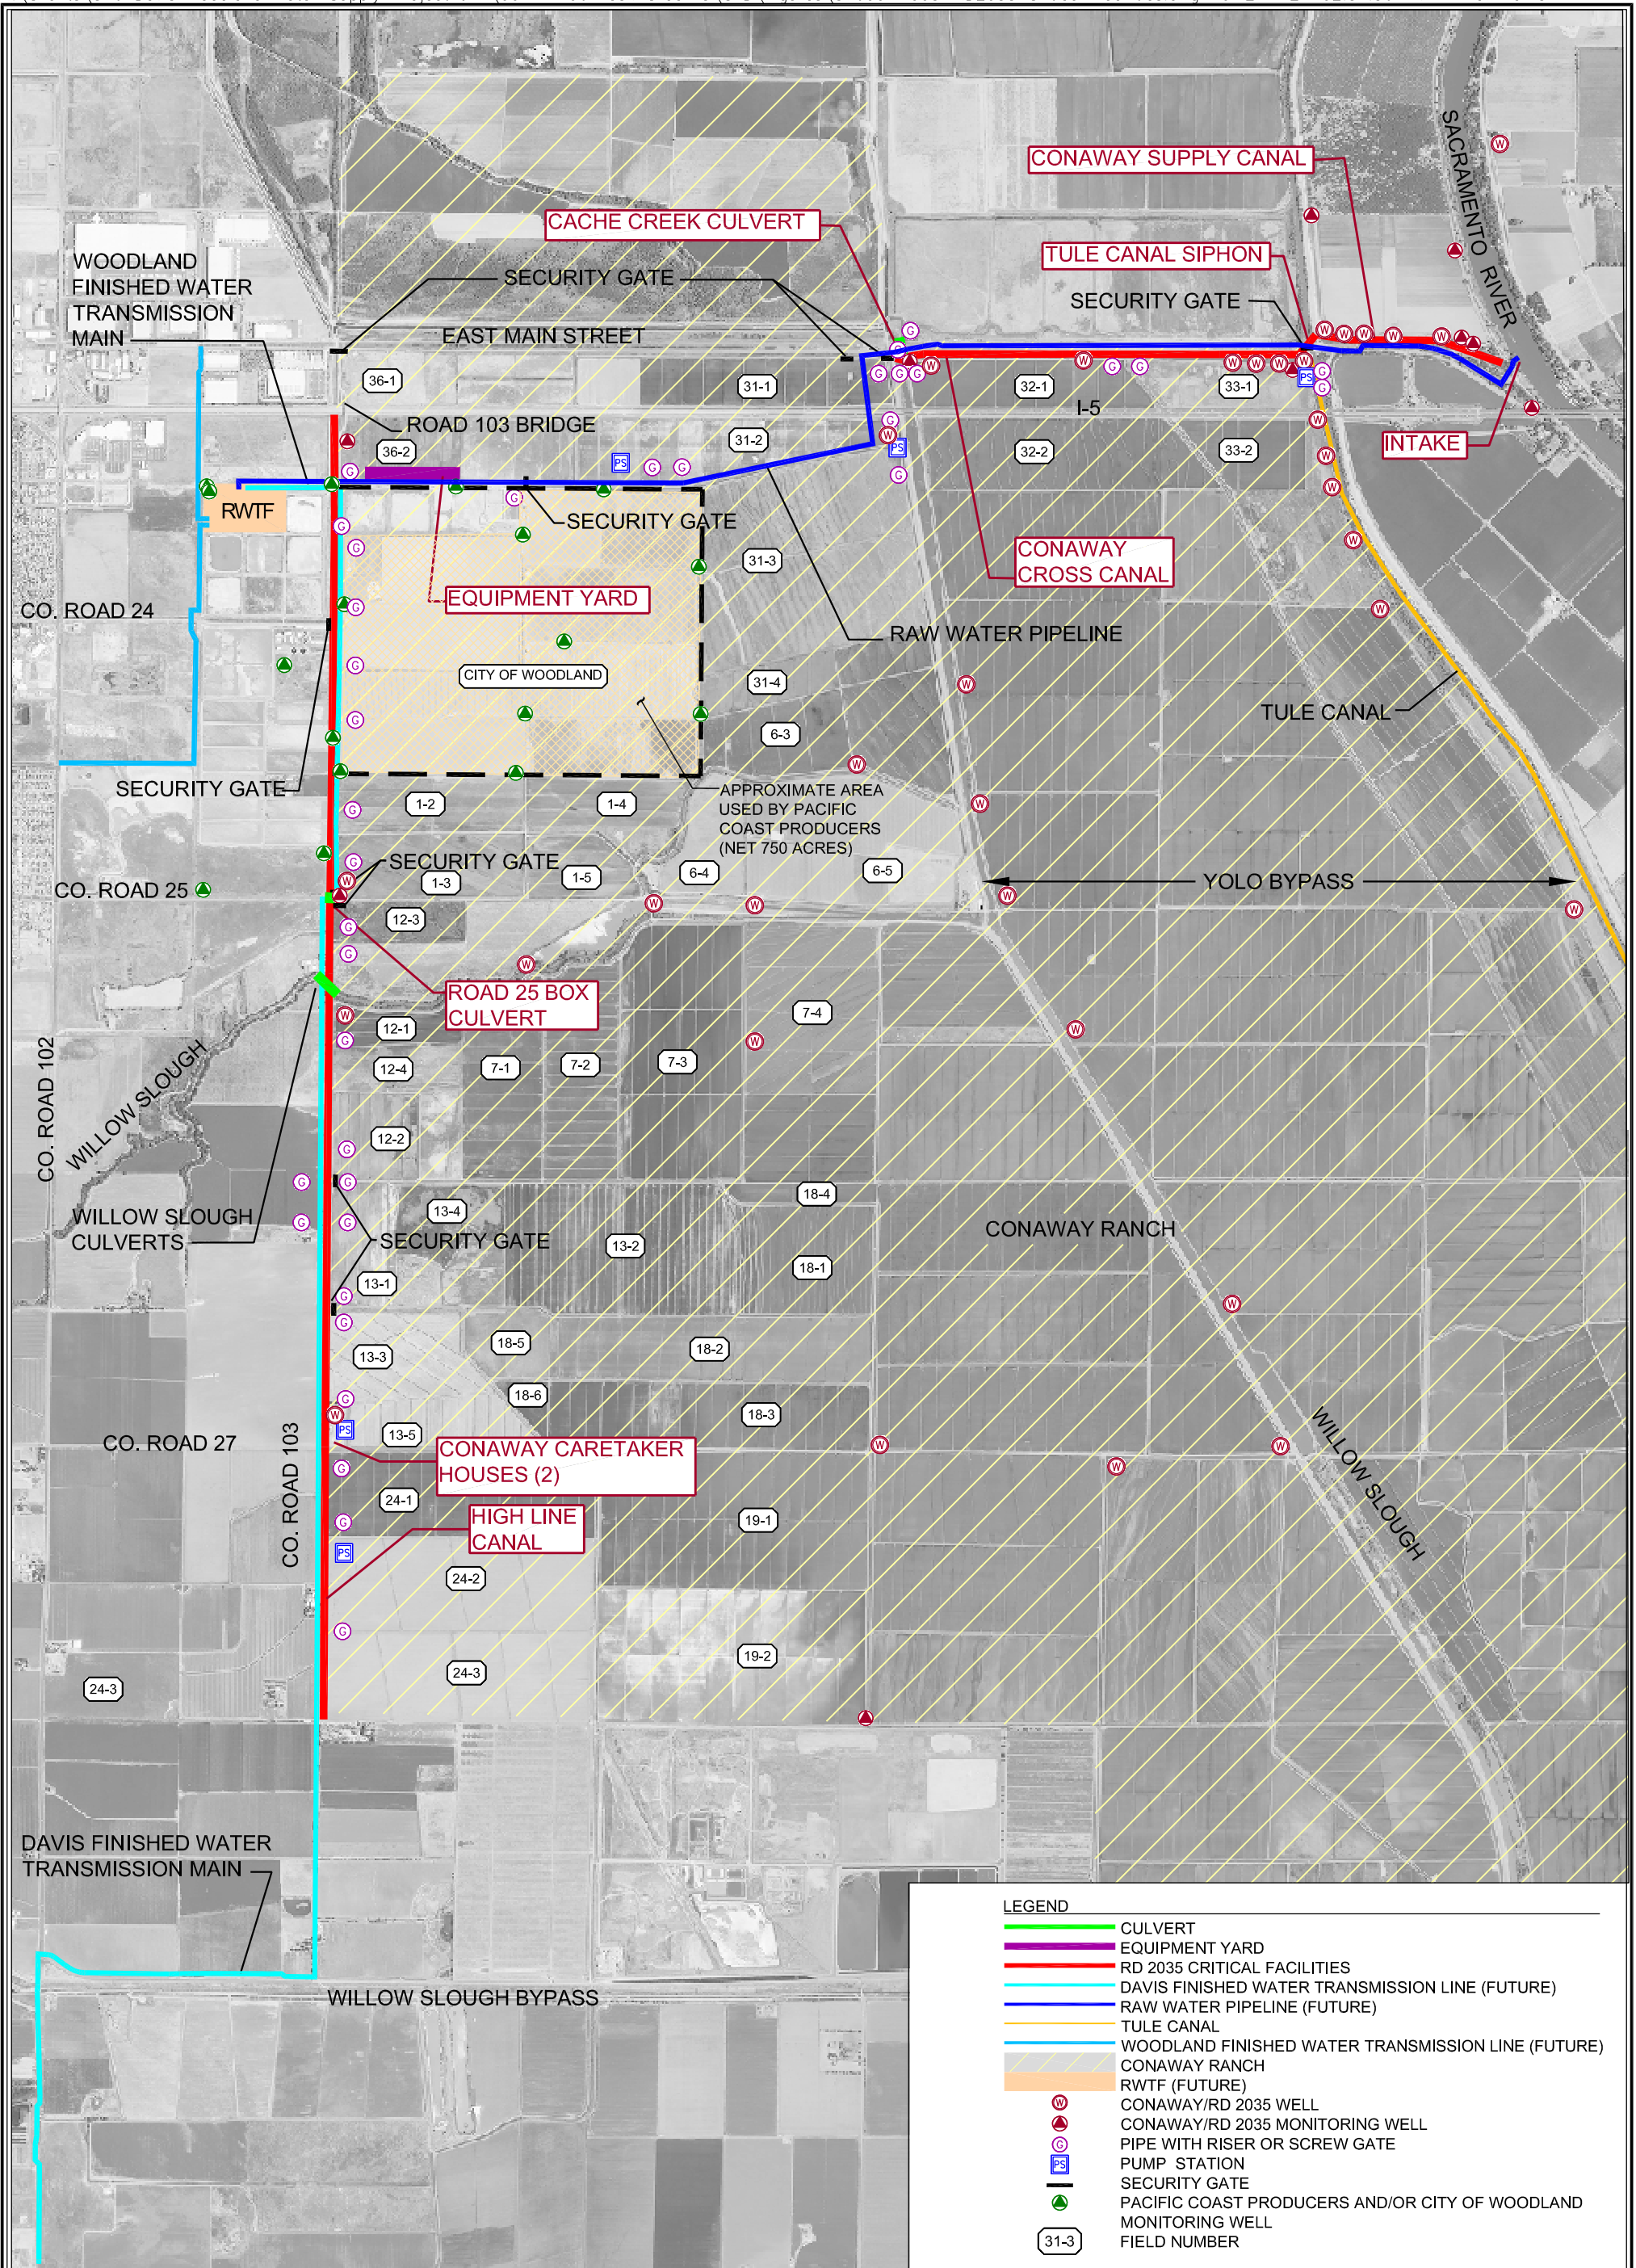 SACRAMENTO RIVER
CONAWAY SUPPLY CANAL
CACHE CREEK CULVERT
TULE CANAL SIPHON
WOODLAND
FINISHED WATER
TRANSMISSION
MAIN
SECURITY GATE
SECURITY GATE
EAST MAIN STREET
36-1
31-1
32-1
33-1
I-5
ROAD 103 BRIDGE
31-2
36-2
32-2
33-2
INTAKE
PS
PS
PS
RWTF
SECURITY GATE
31-3
CONAWAY
CROSS CANAL
EQUIPMENT YARD
CO. ROAD 24
RAW WATER PIPELINE
CITY OF WOODLAND
31-4
TULE CANAL
6-3
SECURITY GATE
1-2
1-4
APPROXIMATE AREA
USED BY PACIFIC
COAST PRODUCERS
(NET 750 ACRES)
SECURITY GATE
1-3
1-5
6-4
6-5
YOLO BYPASS
CO. ROAD 25
12-3
ROAD 25 BOX
CULVERT
12-1
7-4
12-4
7-1
7-2
7-3
CO. ROAD 102
WILLOW SLOUGH
12-2
18-4
13-4
WILLOW SLOUGH
CULVERTS
SECURITY GATE
13-2
CONAWAY RANCH
18-1
13-1
18-5
18-2
13-3
18-6
18-3
PS
13-5
CO. ROAD 27
CO. ROAD 103
CONAWAY CARETAKER
HOUSES (2)
WILLOW SLOUGH
24-1
HIGH LINE
CANAL
19-1
PS
24-2
19-2
24-3
24-3
DAVIS FINISHED WATER
TRANSMISSION MAIN
WILLOW SLOUGH BYPASS
LEGEND
CULVERT
EQUIPMENT YARD
RD 2035 CRITICAL FACILITIES
DAVIS FINISHED WATER TRANSMISSION LINE (FUTURE)
RAW WATER PIPELINE (FUTURE)
TULE CANAL
WOODLAND FINISHED WATER TRANSMISSION LINE (FUTURE)
CONAWAY RANCH
RWTF (FUTURE)
W CONAWAY/RD 2035 WELL
CONAWAY/RD 2035 MONITORING WELL
G PIPE WITH RISER OR SCREW GATE
PS PUMP STATION
SECURITY GATE
PACIFIC COAST PRODUCERS AND/OR CITY OF WOODLAND
MONITORING WELL
31-3 FIELD NUMBER